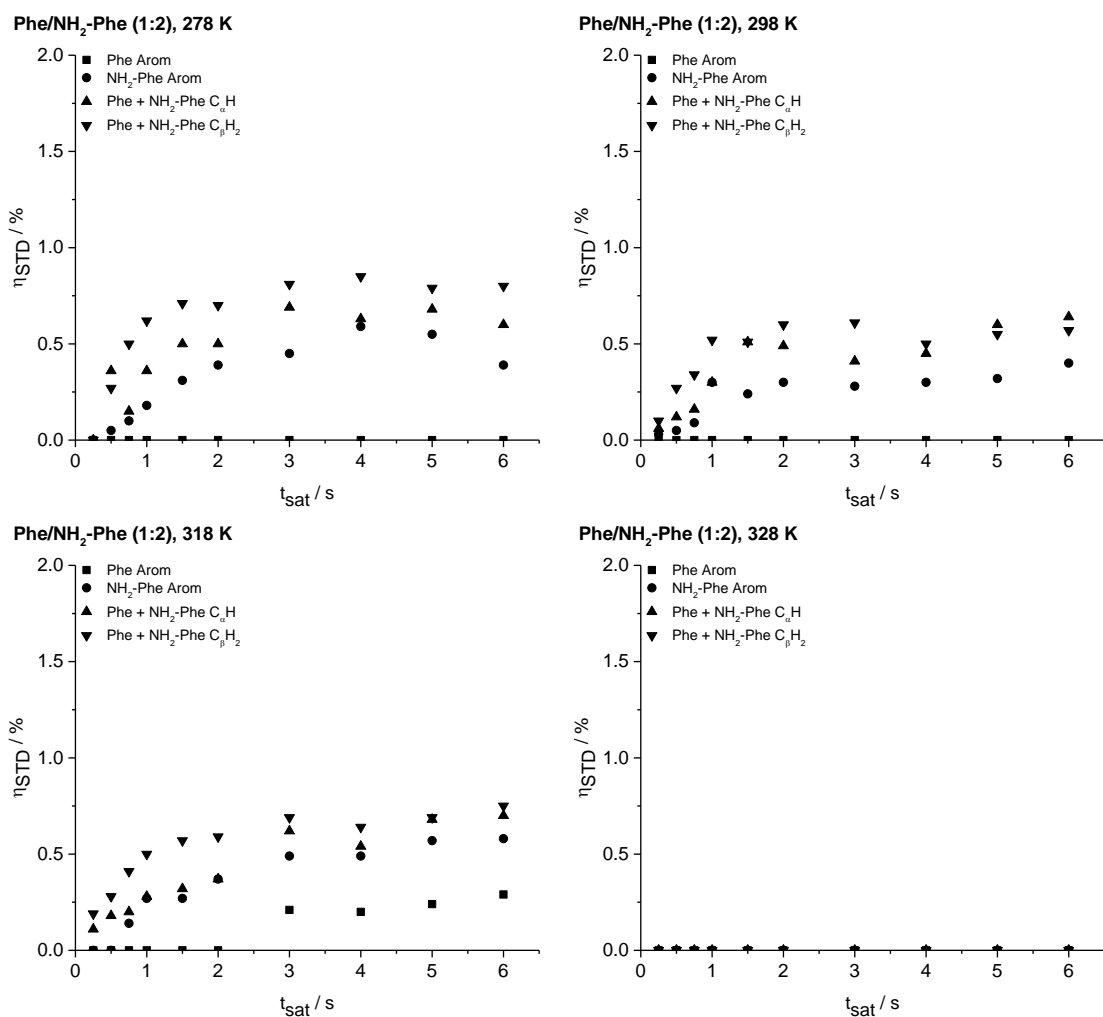 Phe/NH₂-Phe (1:2), 278 K
2.0
Phe Arom
NH₂-Phe Arom
Phe + NH₂-Phe CαH
Phe + NH₂-Phe CβH₂
1.5
1.0
0.5
0.0
ηSTD / %
0 1 2 3 4 5 6
tsat / s
Phe/NH₂-Phe (1:2), 298 K
2.0
Phe Arom
NH₂-Phe Arom
Phe + NH₂-Phe CαH
Phe + NH₂-Phe CβH₂
1.5
1.0
0.5
0.0
ηSTD / %
0 1 2 3 4 5 6
tsat / s
Phe/NH₂-Phe (1:2), 318 K
2.0
Phe Arom
NH₂-Phe Arom
Phe + NH₂-Phe CαH
Phe + NH₂-Phe CβH₂
1.5
1.0
0.5
0.0
ηSTD / %
0 1 2 3 4 5 6
tsat / s
Phe/NH₂-Phe (1:2), 328 K
2.0
Phe Arom
NH₂-Phe Arom
Phe + NH₂-Phe CαH
Phe + NH₂-Phe CβH₂
1.5
1.0
0.5
0.0
ηSTD / %
0 1 2 3 4 5 6
tsat / s